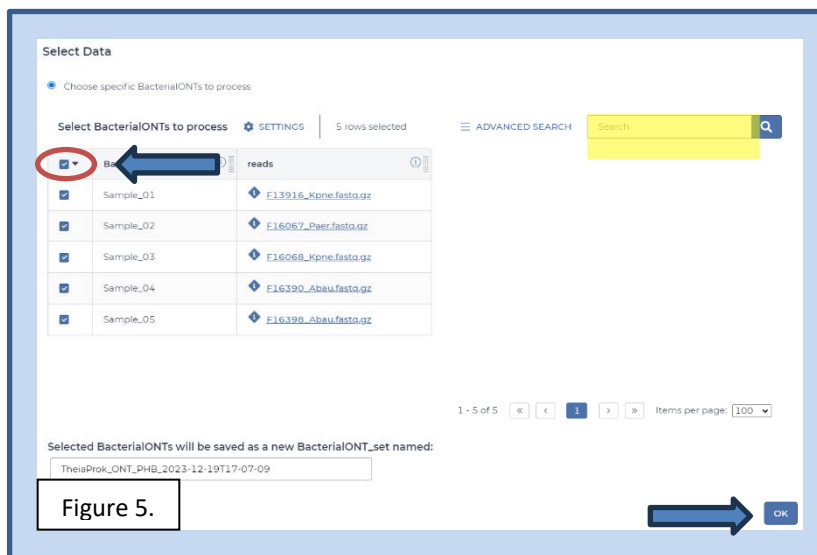 Select Data
Choose specific BacterialONTs to process
Select BacterialONTs to process SETTINGS 5 rows selected ADVANCED SEARCH Search
reads
Sample_01 F13916_Kpne.fastq.gz
Sample_02 F16067_Paer.fastq.gz
Sample_03 F16068_Kpne.fastq.gz
Sample_04 F16390_Abau.fastq.gz
Sample_05 F16398_Abau.fastq.gz
1 - 5 of 5 « < 1 > » Items per page: 100
Selected BacterialONTs will be saved as a new BacterialONT_set named:
TheiaProk_ONT_PHB_2023-12-19T17-07-09
Figure 5.
OK